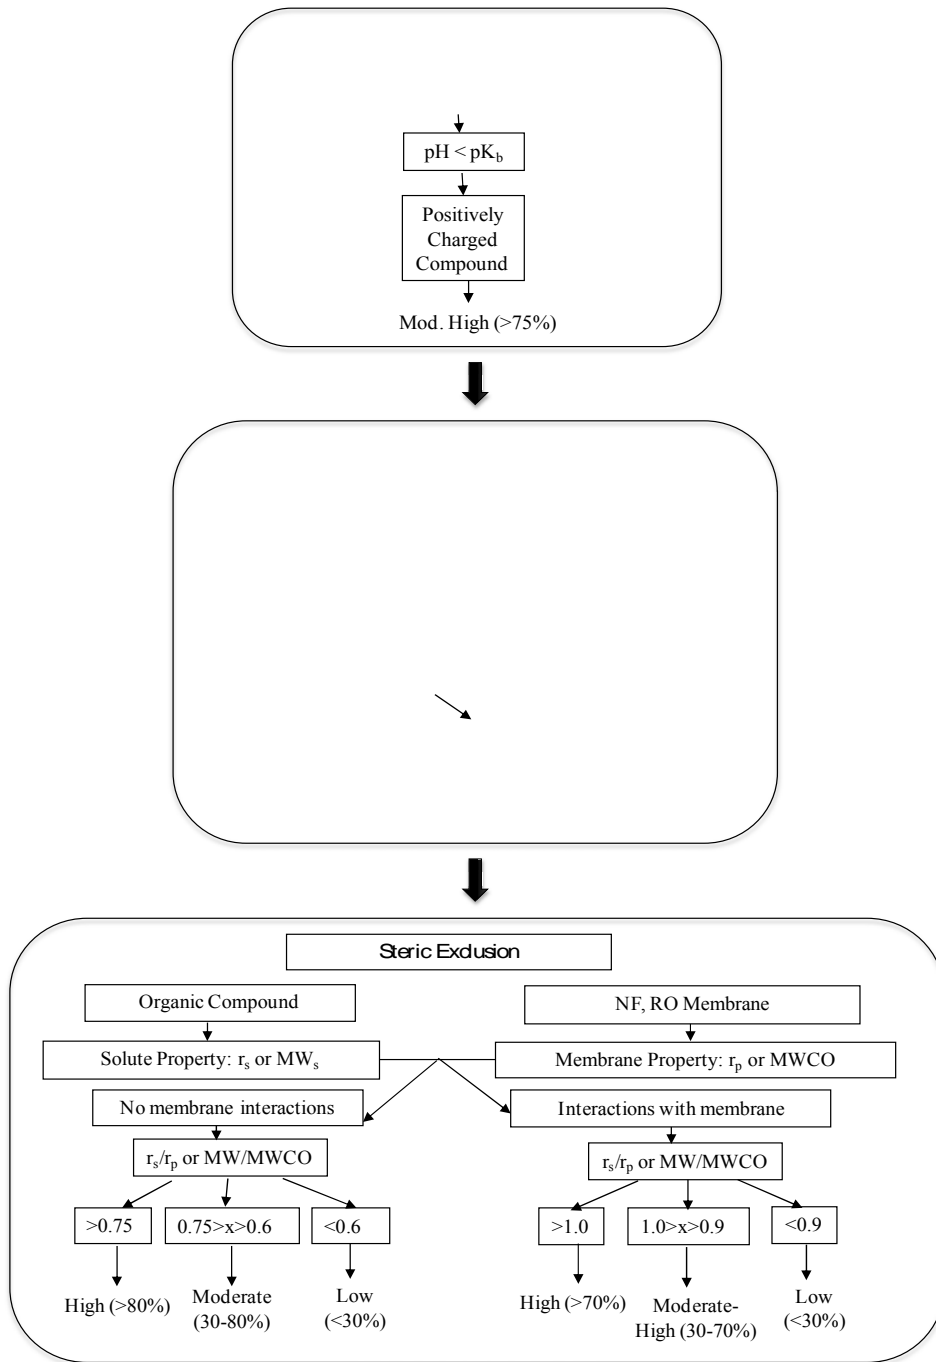 pH < pKb
Positively
Charged
Compound
Mod. High (>75%)
Steric Exclusion
Organic Compound
NF, RO Membrane
Solute Property: rs or MWs
Membrane Property: rp or MWCO
No membrane interactions
Interactions with membrane
rs/rp or MW/MWCO
rs/rp or MW/MWCO
>0.75
0.75>x>0.6
<0.6
>1.0
1.0>x>0.9
<0.9
High (>80%)
Moderate
(30-80%)
Low
(<30%)
High (>70%)
Moderate-
High (30-70%)
Low
(<30%)